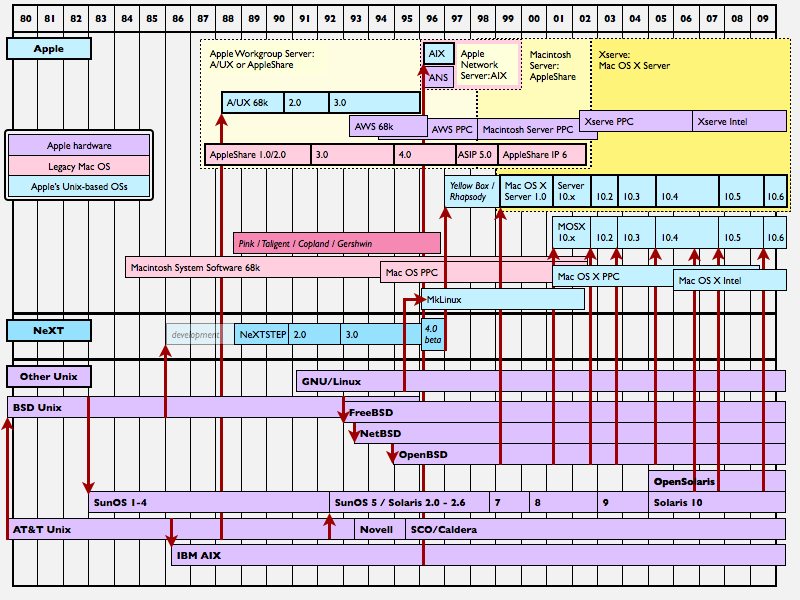 80 81 82 83 84 85 86 87 88 89 90 91 92 93 94 95 96 97 98 99 00 01 02 03 04 05 06 07 08 09
Apple
Apple Workgroup Server:
A/UX or AppleShare
AIX
ANS
Apple
Network
Server:AIX
Macintosh
Server:
AppleShare
Xserve:
Mac OS X Server
A/UX 68k
2.0
3.0
AWS 68k
AWS PPC
Macintosh Server PPC
Xserve PPC
Xserve Intel
Apple hardware
Legacy Mac OS
Apple's Unix-based OSs
AppleShare 1.0/2.0
3.0
4.0
ASIP 5.0
AppleShare IP 6
Yellow Box /
Rhapsody
Mac OS X
Server 1.0
Server
10.x
10.2
10.3
10.4
10.5
10.6
Pink / Taligent / Copland / Gershwin
MOSX
10.x
10.2
10.3
10.4
10.5
10.6
Macintosh System Software 68k
Mac OS PPC
Mac OS X PPC
Mac OS X Intel
MkLinux
NeXT
development
NeXTSTEP
2.0
3.0
4.0
beta
Other Unix
GNU/Linux
BSD Unix
FreeBSD
NetBSD
OpenBSD
OpenSolaris
SunOS 1-4
SunOS 5 / Solaris 2.0 - 2.6
7
8
9
Solaris 10
AT&T Unix
Novell
SCO/Caldera
IBM AIX